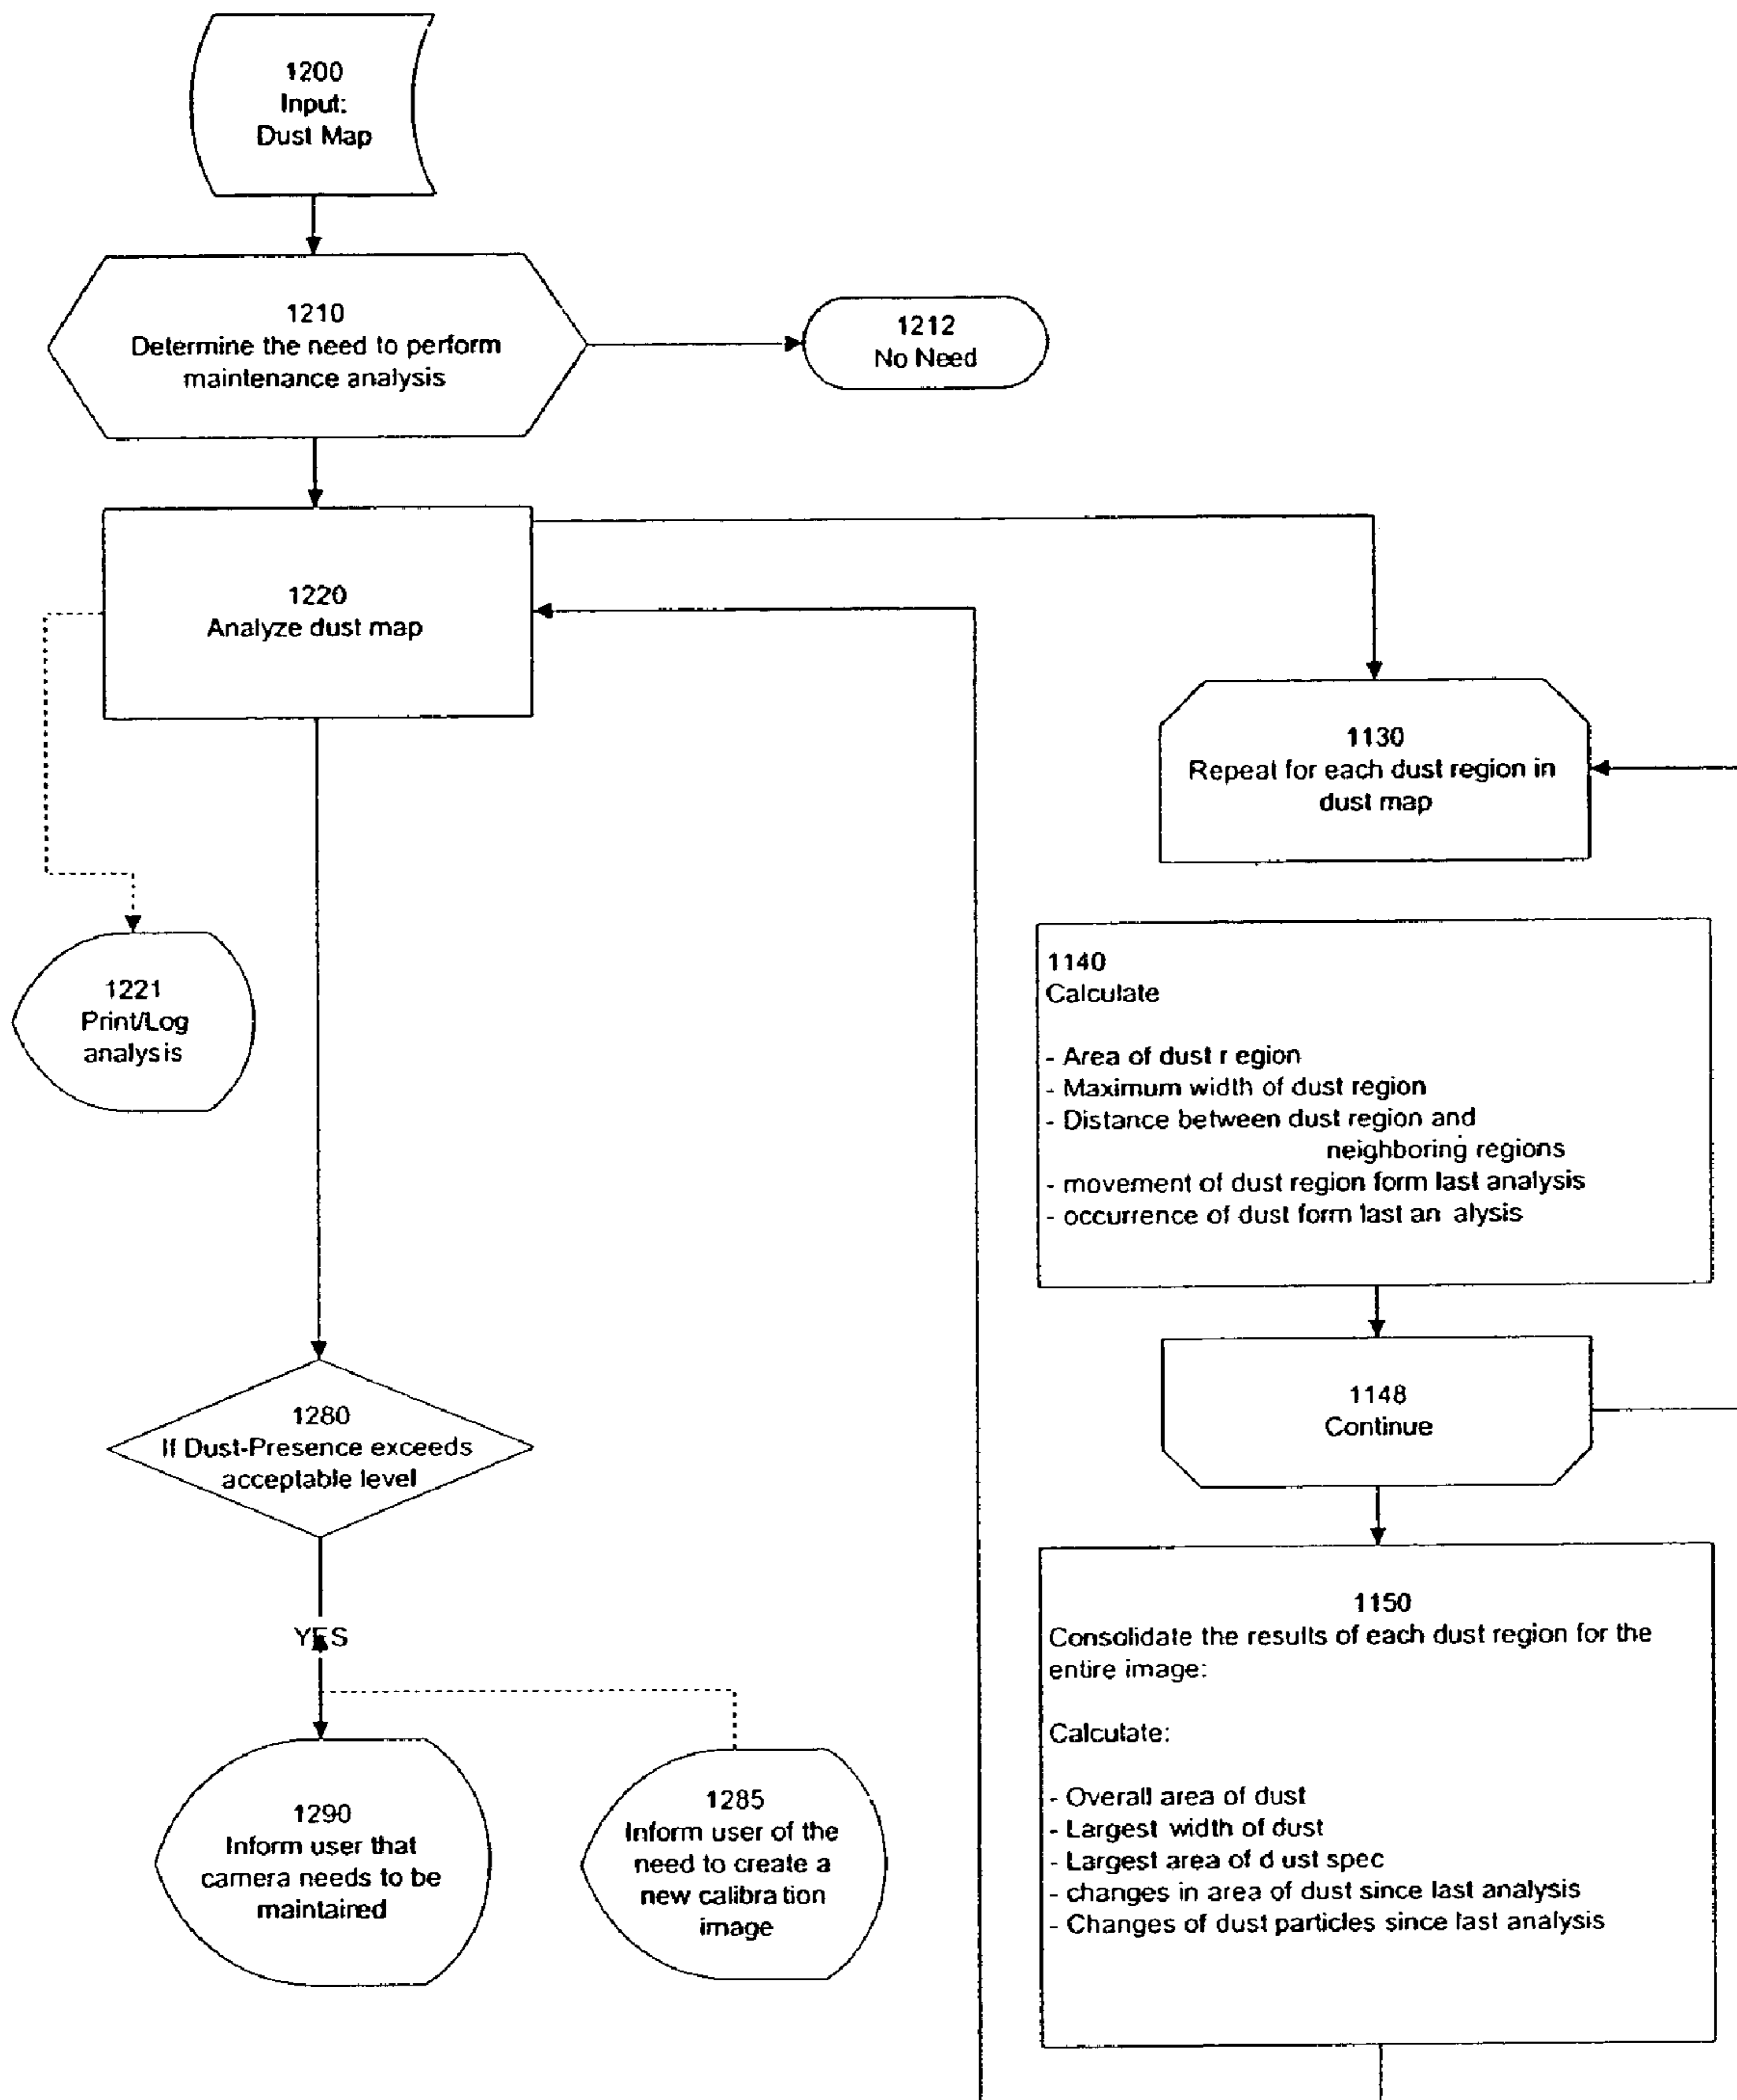 1200
Input:
Dust Map
1210
Determine the need to perform
maintenance analysis
1212
No Need
1220
Analyze dust map
1130
Repeat for each dust region in
dust map
1221
Print/Log
analysis
1140
Calculate
- Area of dust r egion
- Maximum width of dust region
- Distance between dust region and
neighboring regions
- movement of dust region form last analysis
- occurrence of dust form last an alysis
1280
If Dust-Presence exceeds
acceptable level
1148
Continue
YES
1150
Consolidate the results of each dust region for the
entire image:
Calculate:
- Overall area of dust
- Largest width of dust
- Largest area of d ust spec
- changes in area of dust since last analysis
- Changes of dust particles since last analysis
1290
Inform user that
camera needs to be
maintaired
1285
Inform user of the
need to create a
new calibra tion
image